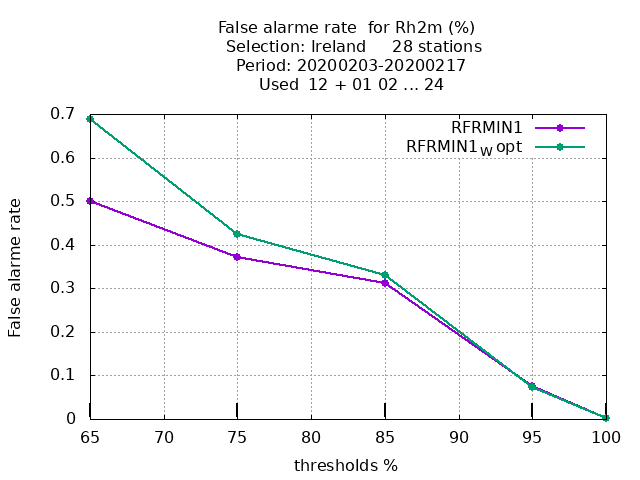 False alarme rate  for Rh2m (%)
Selection: Ireland     28 stations
Period: 20200203-20200217
Used  12 + 01 02 ... 24
RFRMIN1
RFRMIN1W opt
False alarme rate
0.7
0.6
0.5
0.4
0.3
0.2
0.1
0
65 70 75 80 85 90 95 100
thresholds %